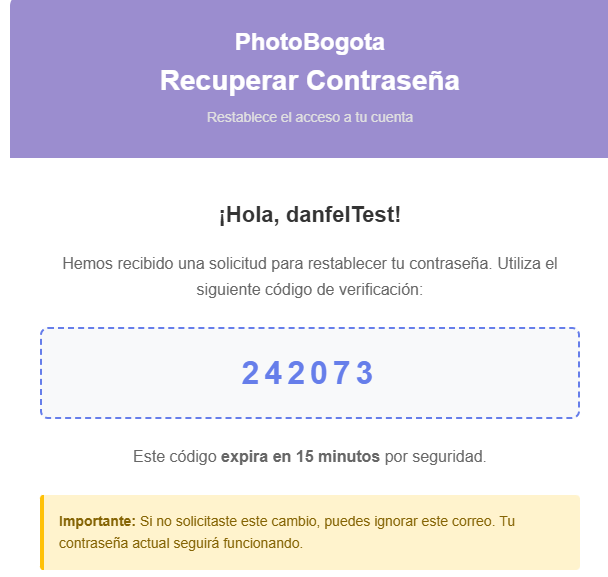 PhotoBogota
Recuperar Contraseña
Restablece el acceso a tu cuenta
¡Hola, danfelTest!
Hemos recibido una solicitud para restablecer tu contraseña. Utiliza el
siguiente código de verificación:
242073
Este código expira en 15 minutos por seguridad.
Importante: Si no solicitaste este cambio, puedes ignorar este correo. Tu
contraseña actual seguirá funcionando.